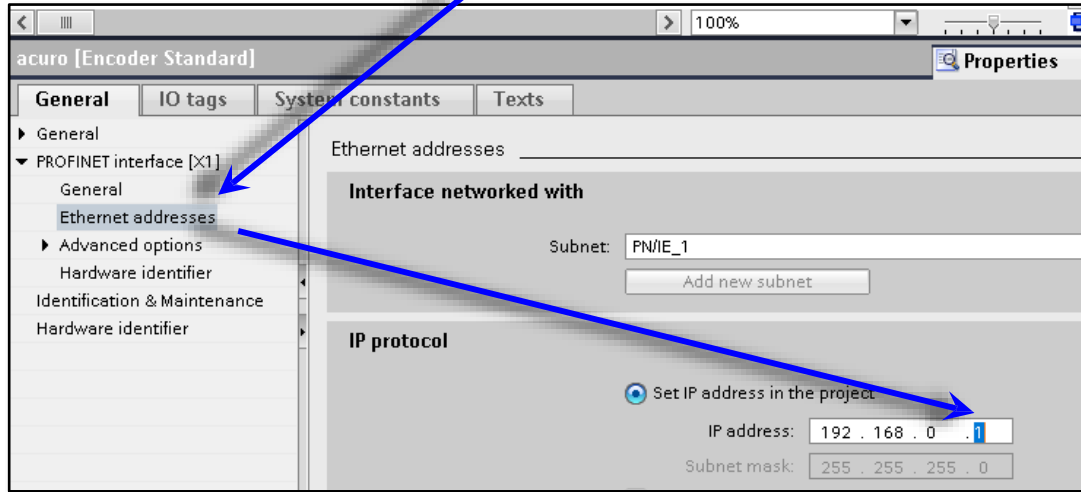 100%
acuro [Encoder Standard]
Properties
General IO tags System constants Texts
General
PROFINET interface [X1]
General
Ethernet addresses
Advanced options
Hardware identifier
Identification & Maintenance
Hardware identifier
Ethernet addresses
Interface networked with
Subnet: PN/IE_1
Add new subnet
IP protocol
Set IP address in the project
IP address: 192 . 168 . 0 . 1
Subnet mask: 255 . 255 . 255 . 0